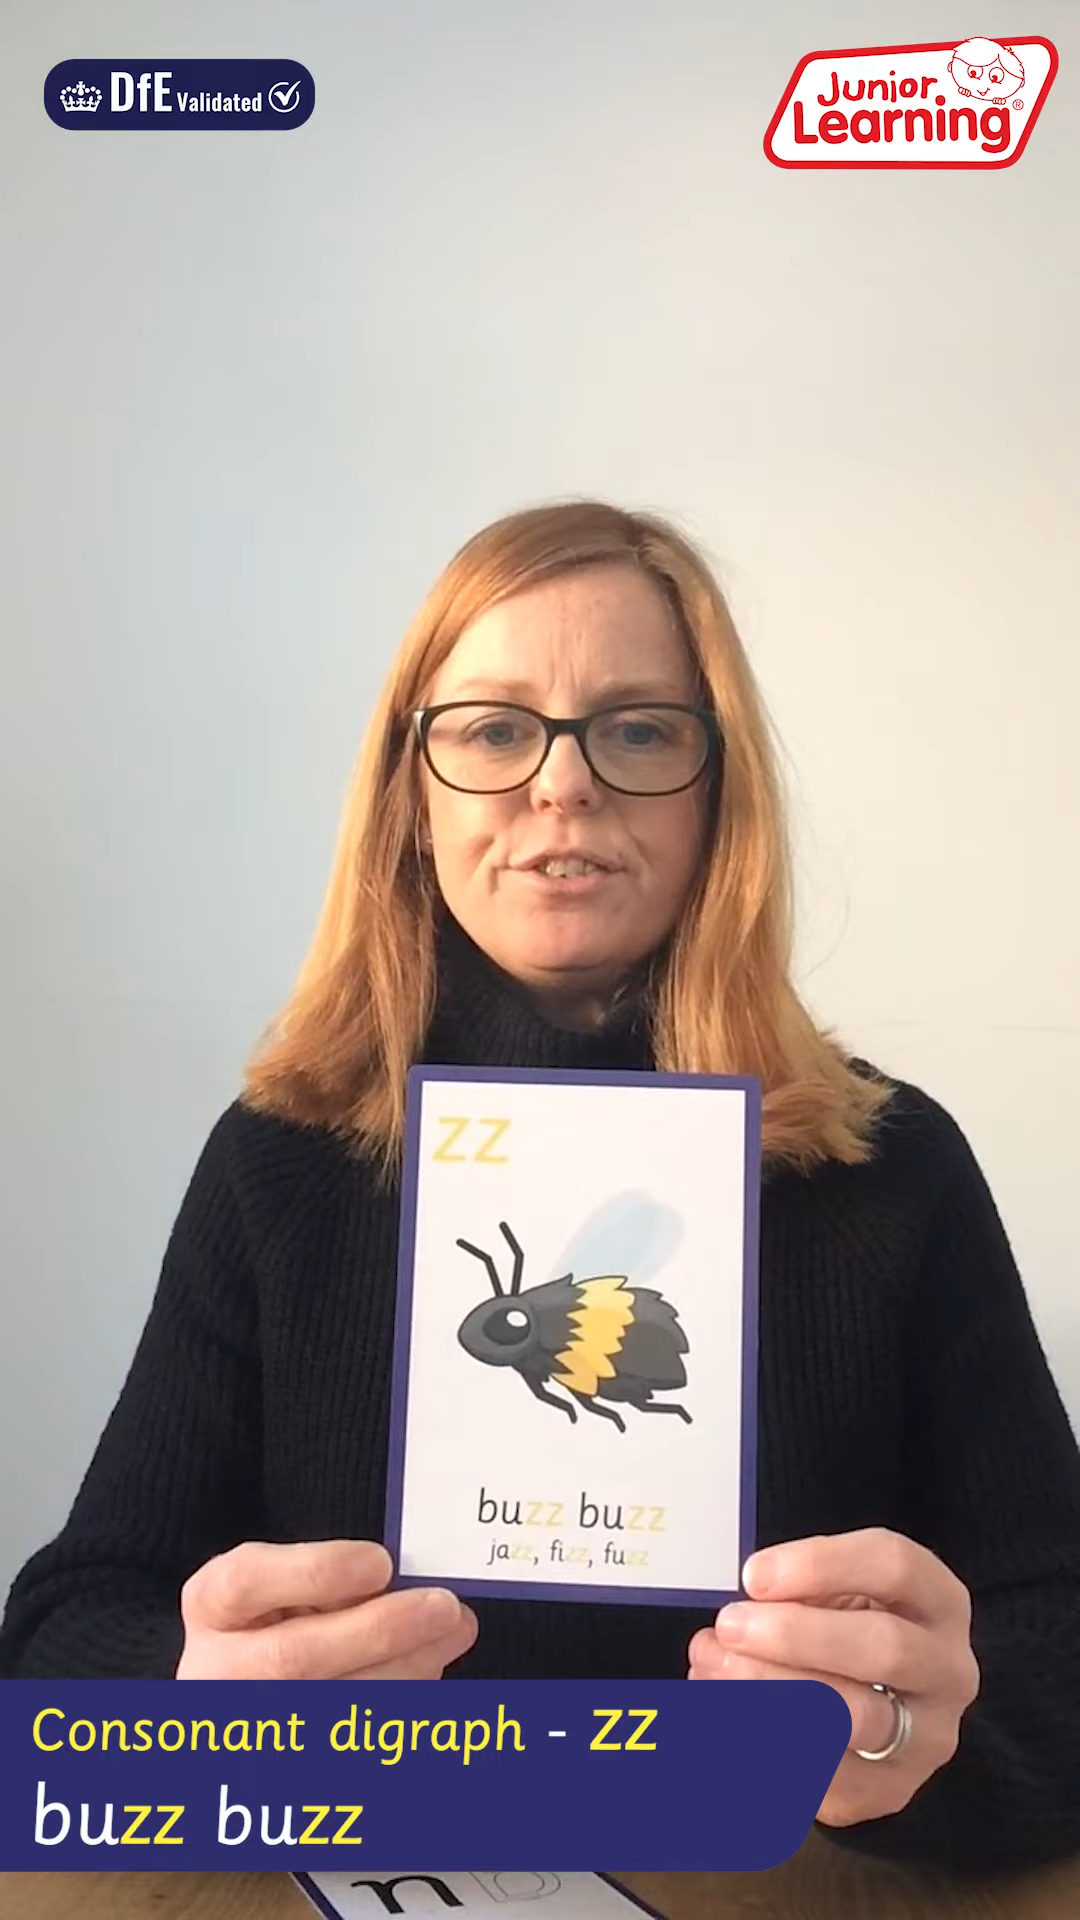 DfE Validated
Junior
Learning®
zz
buzz buzz
jazz, fizz, fuzz
Consonant digraph - zz
buzz buzz
n